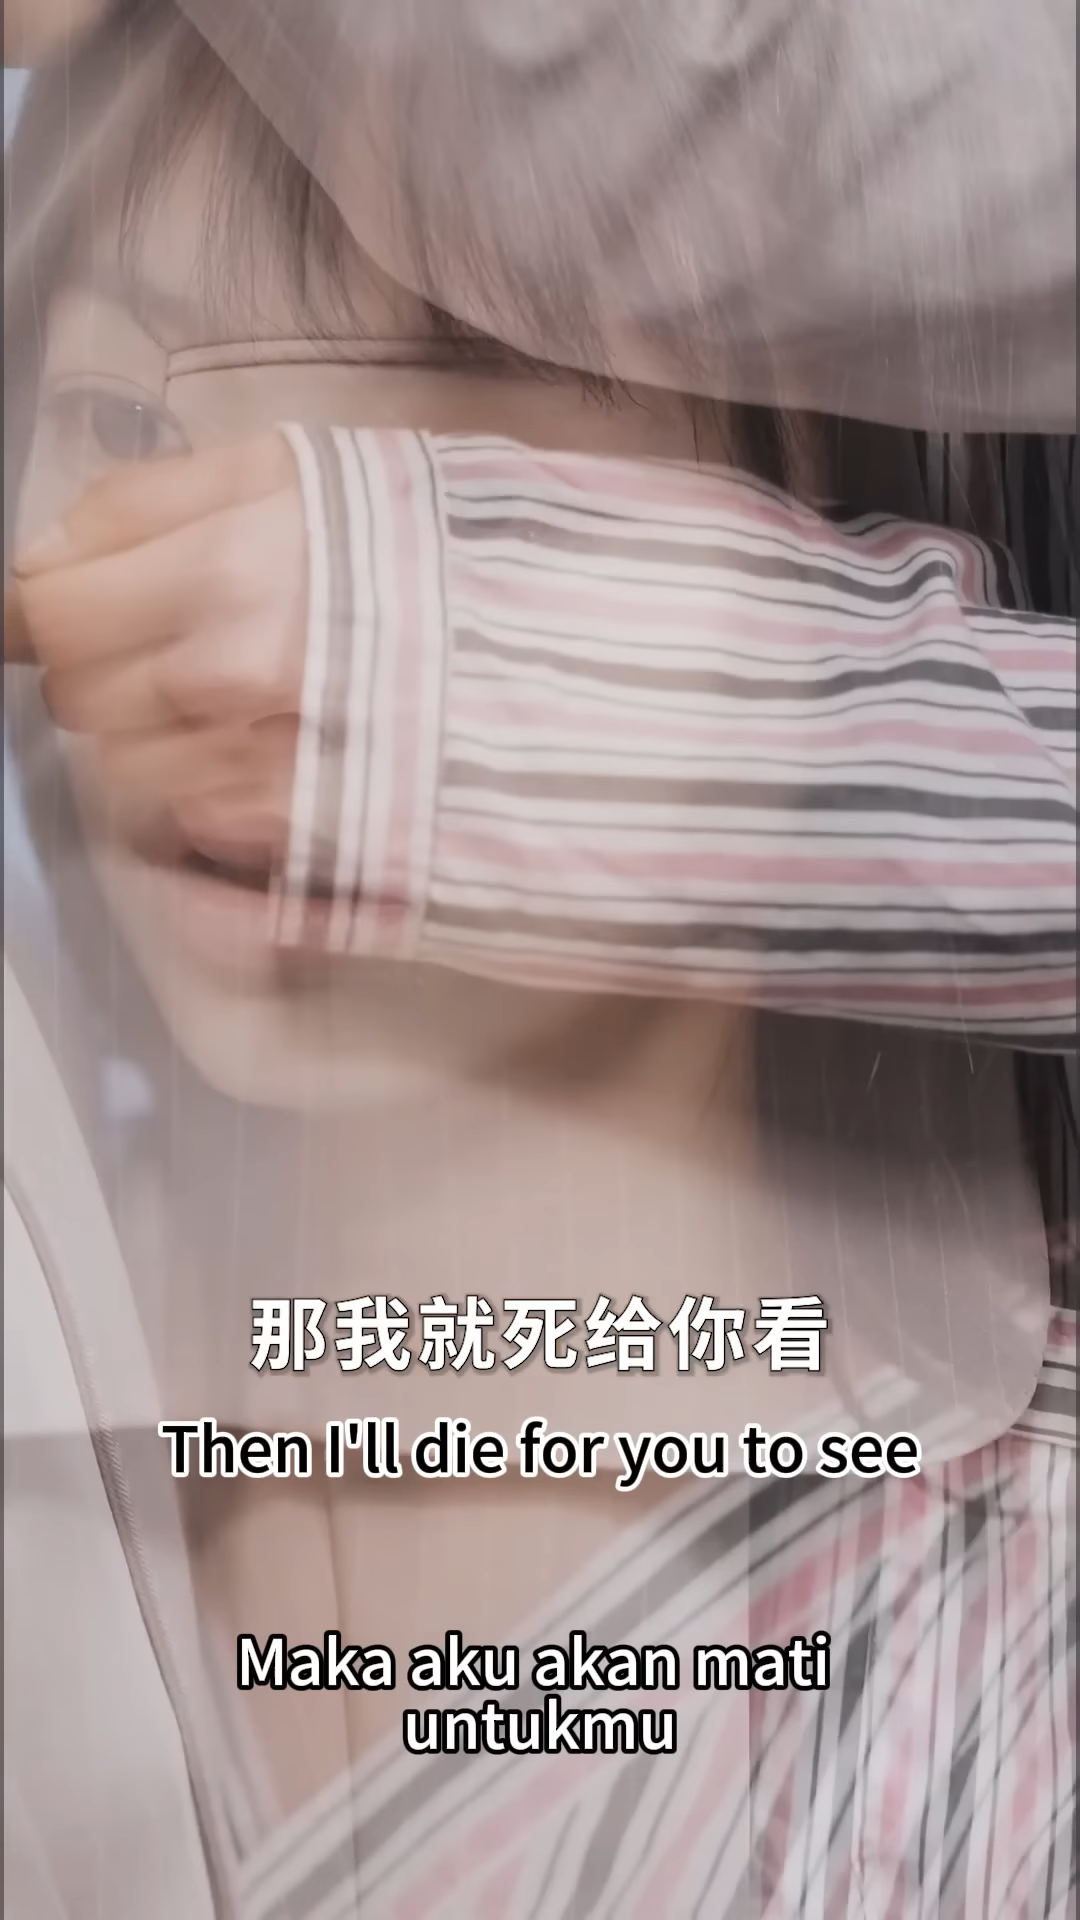 那我就死给你看
Then I'll die for you to see
Maka aku akan mati
untukmu